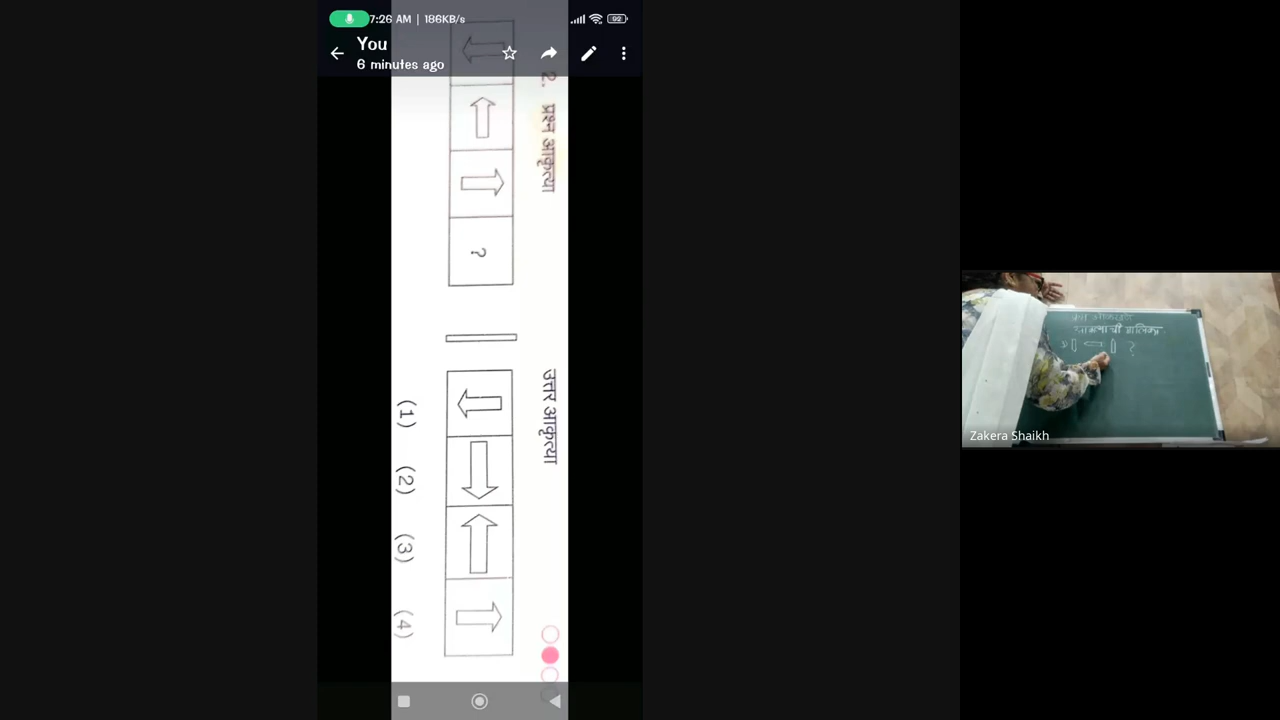 7:26 AM | 186KB/s
92
You
6 minutes ago
2. प्रश्न आकृत्या
?
उत्तर आकृत्या
(1)
(2)
(3)
(4)
?
Zakera Shaikh